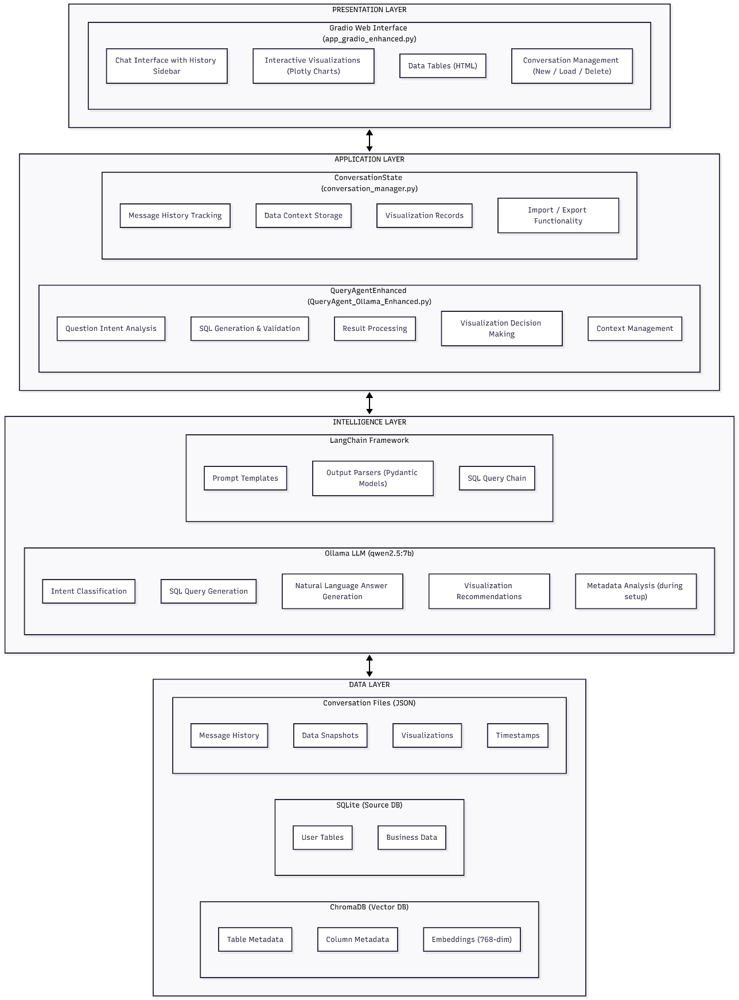 PRESENTATION LAYER
Gradio Web Interface
(app_gradio_enhanced.py)
Chat Interface with History
Sidebar
Interactive Visualizations
(Plotly Charts)
Data Tables (HTML)
Conversation Management
(New / Load / Delete)
APPLICATION LAYER
ConversationState
(conversation_manager.py)
Message History Tracking
Data Context Storage
Visualization Records
Import / Export
Functionality
QueryAgentEnhanced
(QueryAgent_Ollama_Enhanced.py)
Question Intent Analysis
SQL Generation & Validation
Result Processing
Visualization Decision
Making
Context Management
INTELLIGENCE LAYER
LangChain Framework
Prompt Templates
Output Parsers (Pydantic
Models)
SQL Query Chain
Ollama LLM (qwen2.5:7b)
Intent Classification
SQL Query Generation
Natural Language Answer
Generation
Visualization
Recommendations
Metadata Analysis (during
setup)
DATA LAYER
Conversation Files (JSON)
Message History
Data Snapshots
Visualizations
Timestamps
SQLite (Source DB)
User Tables
Business Data
ChromaDB (Vector DB)
Table Metadata
Column Metadata
Embeddings (768-dim)